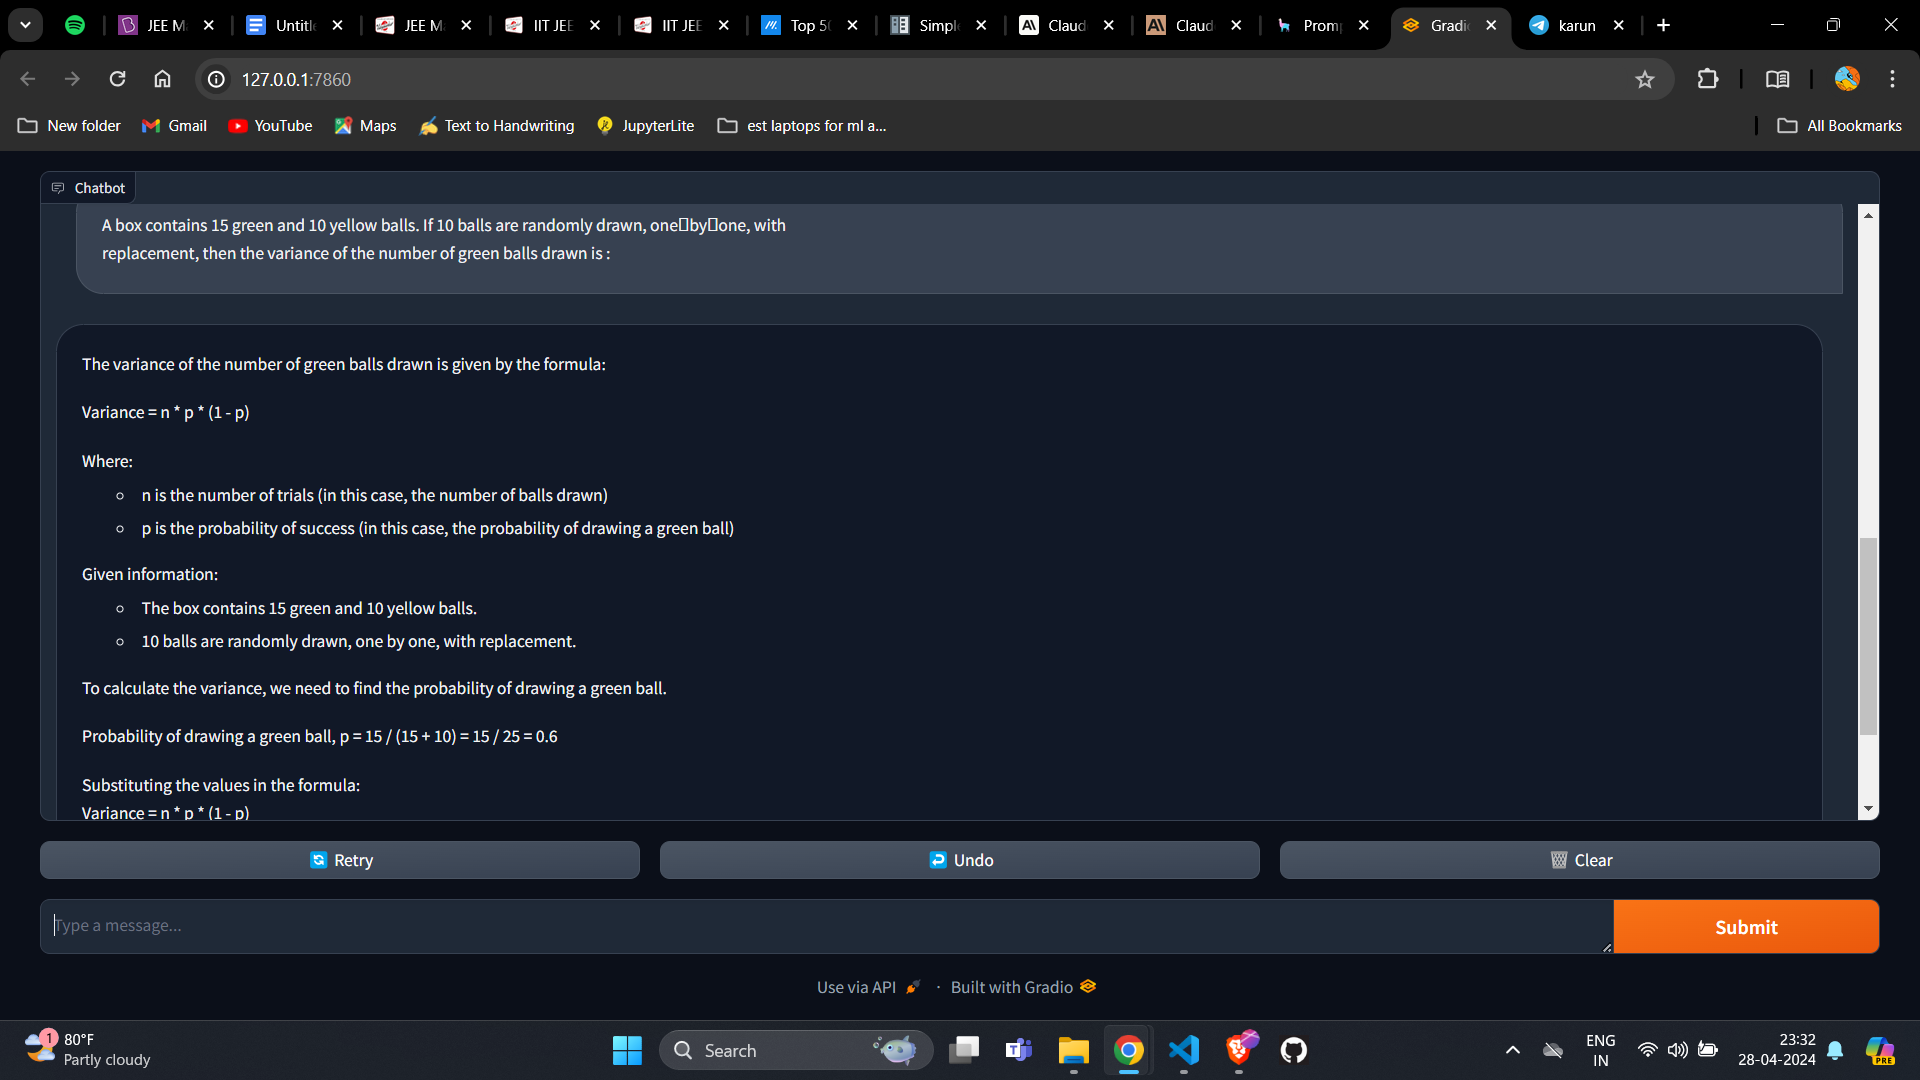 JEE M
Untitl
JEE M
IIT JEE
IIT JEE
Top 50
Simpl
Claud
Claud
Prom
Gradi
karun
127.0.0.1:7860
New folder
Gmail
YouTube
Maps
Text to Handwriting
JupyterLite
est laptops for ml a...
All Bookmarks
Chatbot
A box contains 15 green and 10 yellow balls. If 10 balls are randomly drawn, one▯by▯one, with
replacement, then the variance of the number of green balls drawn is :
The variance of the number of green balls drawn is given by the formula:
Variance = n * p * (1 - p)
Where:
n is the number of trials (in this case, the number of balls drawn)
p is the probability of success (in this case, the probability of drawing a green ball)
Given information:
The box contains 15 green and 10 yellow balls.
10 balls are randomly drawn, one by one, with replacement.
To calculate the variance, we need to find the probability of drawing a green ball.
Probability of drawing a green ball, p = 15 / (15 + 10) = 15 / 25 = 0.6
Substituting the values in the formula:
Variance = n * p * (1 - p)
Retry
Undo
Clear
Type a message...
Submit
Use via API
·
Built with Gradio
1
80°F
Partly cloudy
Search
ENG
IN
23:32
28-04-2024
PRE